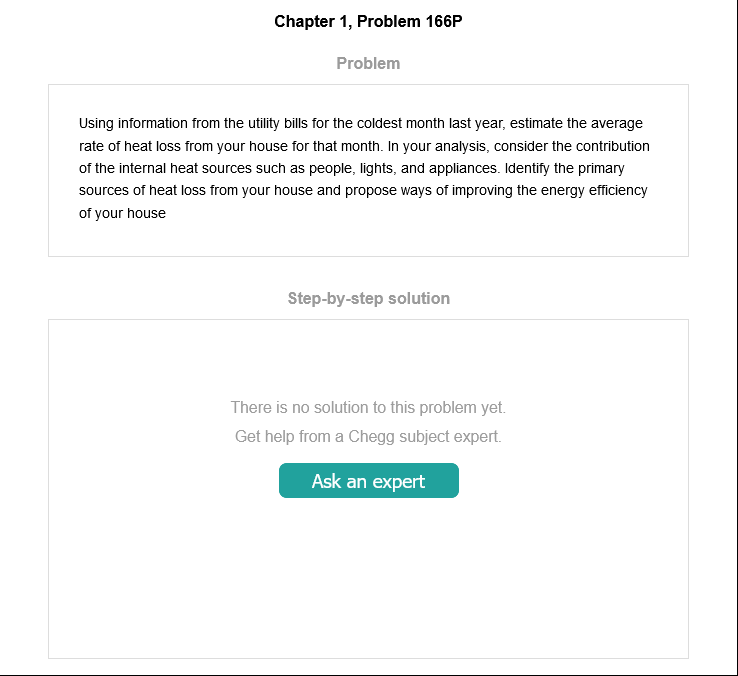 Chapter 1, Problem 166P
Problem
Using information from the utility bills for the coldest month last year, estimate the average
rate of heat loss from your house for that month. In your analysis, consider the contribution
of the internal heat sources such as people, lights, and appliances. Identify the primary
sources of heat loss from your house and propose ways of improving the energy efficiency
of your house
Step-by-step solution
There is no solution to this problem yet.
Get help from a Chegg subject expert.
Ask an expert